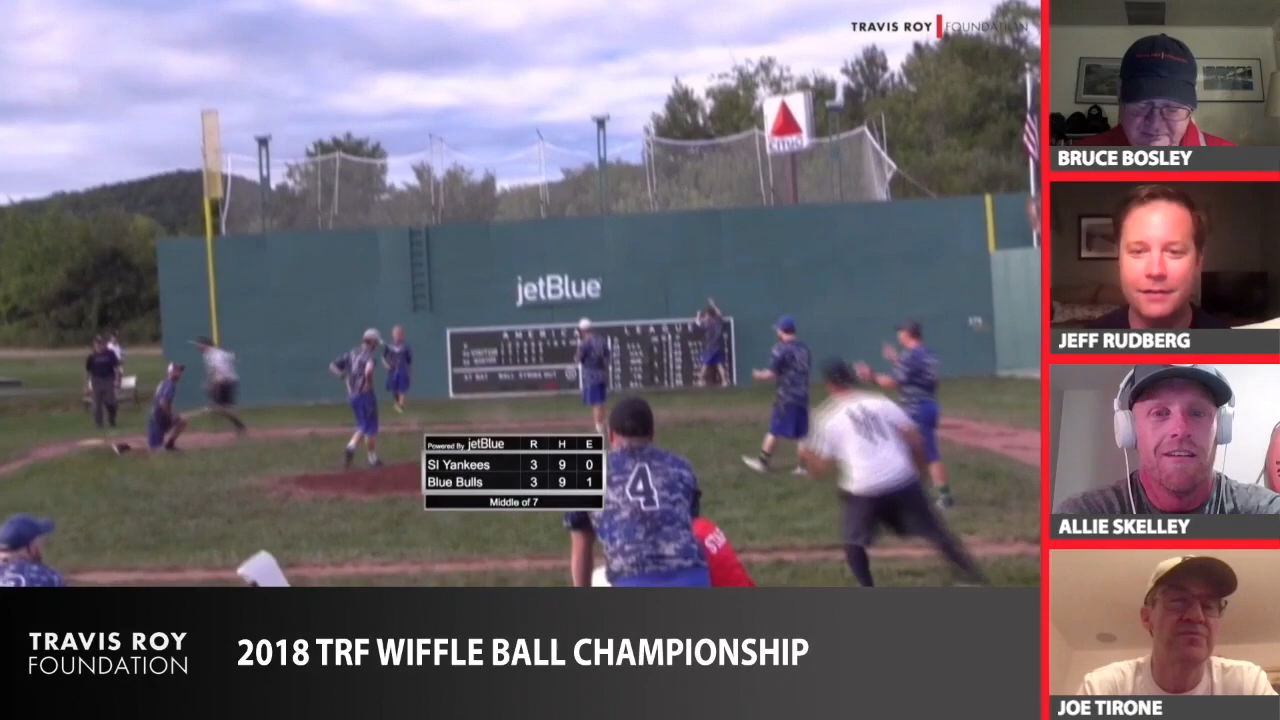 TRAVIS ROY FOUNDATION
CITGO
jetBlue
AMERICAN LEAGUE
Powered By jetBlue R H E
SI Yankees 3 9 0
Blue Bulls 3 9 1
Middle of 7
4
BRUCE BOSLEY
JEFF RUDBERG
ALLIE SKELLEY
JOE TIRONE
TRAVIS ROY
FOUNDATION
2018 TRF WIFFLE BALL CHAMPIONSHIP